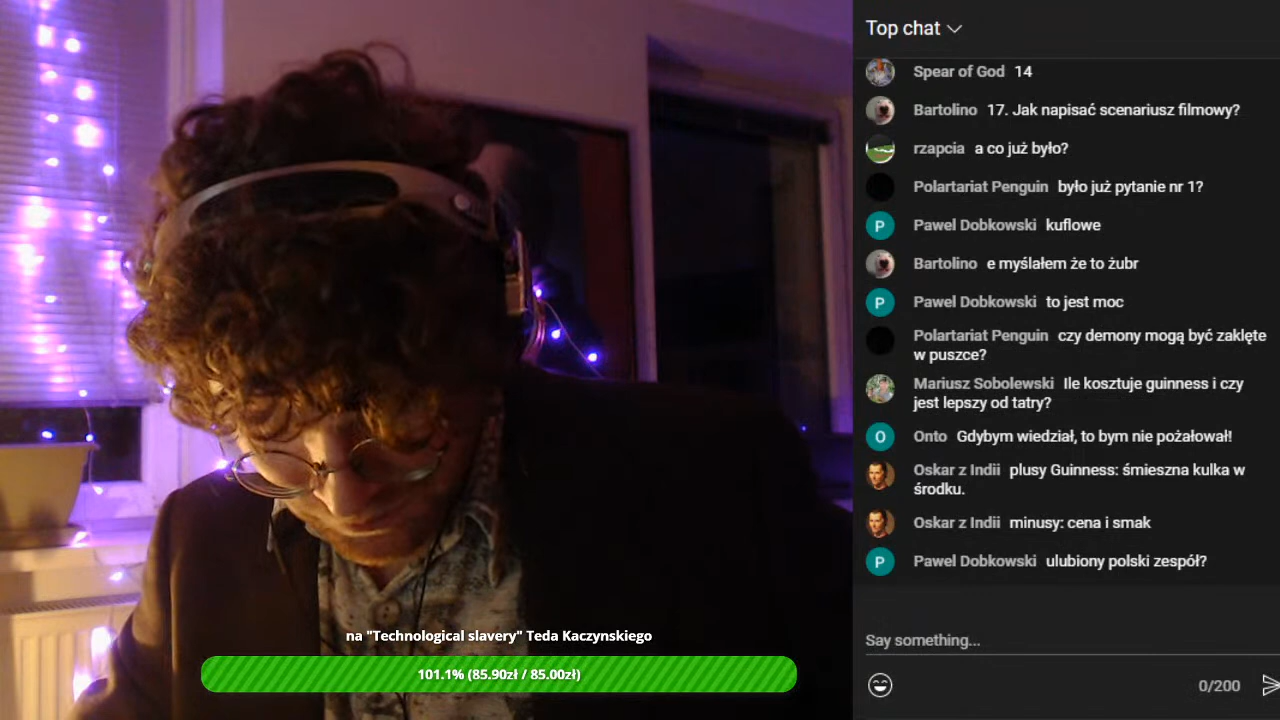 Top chat
Spear of God 14
Bartolino 17. Jak napisać scenariusz filmowy?
rzapcia a co już było?
Polartariat Penguin było już pytanie nr 1?
P Pawel Dobkowski kuflowe
Bartolino e myślałem że to żubr
P Pawel Dobkowski to jest moc
Polartariat Penguin czy demony mogą być zaklęte
w puszce?
Mariusz Sobolewski Ile kosztuje guinness i czy
jest lepszy od tatry?
O Onto Gdybym wiedział, to bym nie pożałował!
Oskar z Indii plusy Guinness: śmieszna kulka w
środku.
Oskar z Indii minusy: cena i smak
P Pawel Dobkowski ulubiony polski zespół?
na "Technological slavery" Teda Kaczynskiego
101.1% (85.90zł / 85.00zł)
Say something...
0/200